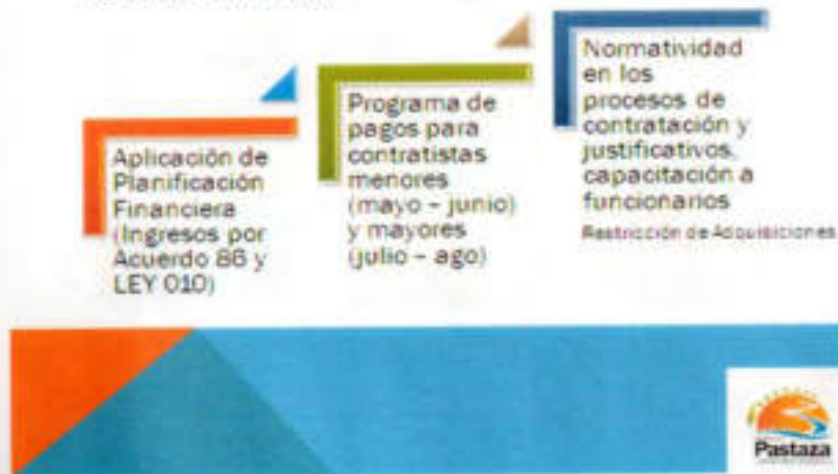 Aplicación de
Planificación
Financiera
(Ingresos por
Acuerdo 86 y
LEY 010)
Programa de
pagos para
contratistas
menores
(mayo – junio)
y mayores
(julio – ago)
Normatividad
en los
procesos de
contratación y
justificativos,
capacitación a
funcionarios
Restricción de Adquisiciones
Pastaza